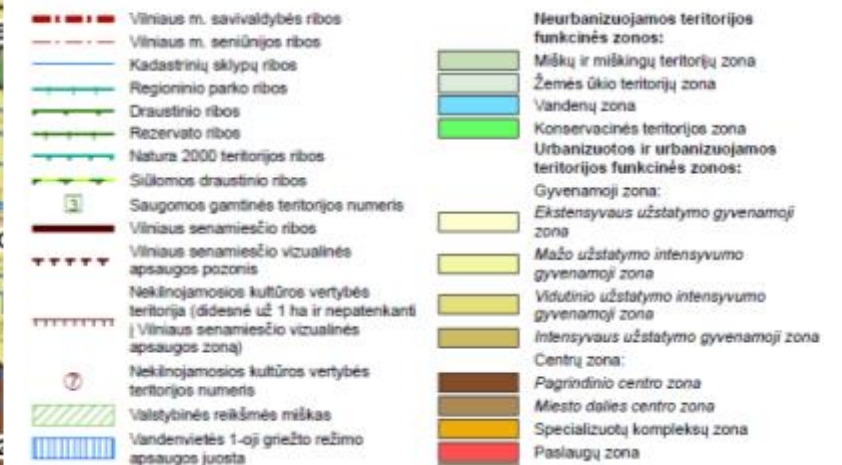 Vilniaus m. savivaldybės ribos
Vilniaus m. seniūnijos ribos
Kadastrinių sklypų ribos
Regioninio parko ribos
Draustinio ribos
Rezervato ribos
Natura 2000 teritorijos ribos
Siūlomos draustinio ribos
3
Saugomos gamtinės teritorijos numeris
Vilniaus senamiesčio ribos
Vilniaus senamiesčio vizualinės
apsaugos pozonis
Nekilnojamosios kultūros vertybės
teritorija (didesnė už 1 ha ir nepatenkanti
į Vilniaus senamiesčio vizualinės
apsaugos zoną)
7
Nekilnojamosios kultūros vertybės
teritorijos numeris
Valstybinės reikšmės miškas
Vandenvietės 1-oji griežto režimo
apsaugos juosta
Neurbanizuojamos teritorijos
funkcinės zonos:
Miškų ir miškingų teritorijų zona
Žemės ūkio teritorijų zona
Vandenų zona
Konservacinės teritorijos zona
Urbanizuotos ir urbanizuojamos
teritorijos funkcinės zonos:
Gyvenamoji zona:
Ekstensyvaus užstatymo gyvenamoji
zona
Mažo užstatymo intensyvumo
gyvenamoji zona
Vidutinio užstatymo intensyvumo
gyvenamoji zona
Intensyvaus užstatymo gyvenamoji zona
Centrų zona:
Pagrindinio centro zona
Miesto dalies centro zona
Specializuotų kompleksų zona
Paslaugų zona